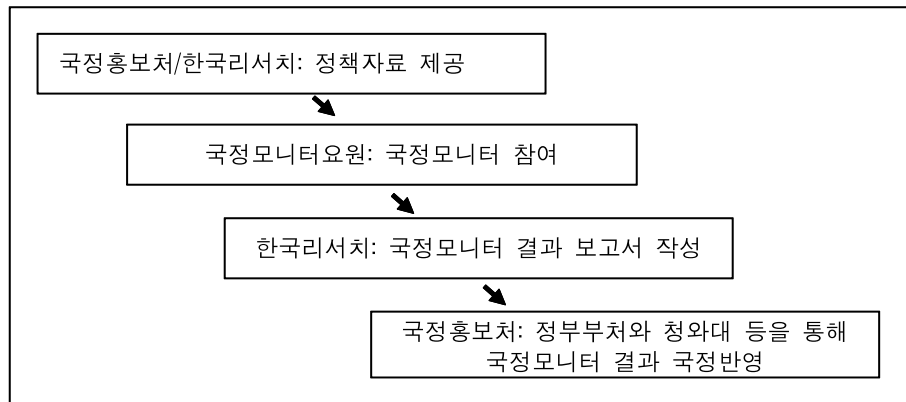 국정홍보처/한국리서치: 정책자료 제공
국정모니터요원: 국정모니터 참여
한국리서치: 국정모니터 결과 보고서 작성
국정홍보처: 정부부처와 청와대 등을 통해
국정모니터 결과 국정반영